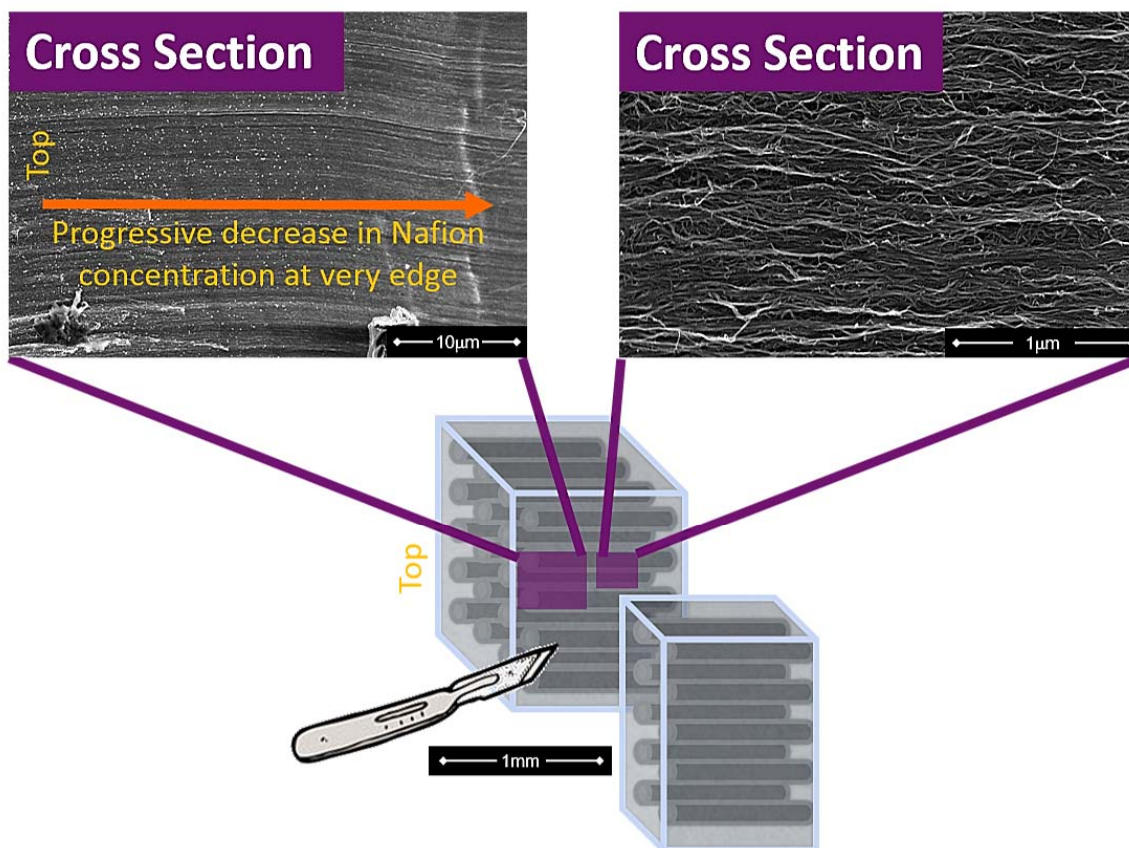 Cross Section
Top
Progressive decrease in Nafion
concentration at very edge
10µm
Cross Section
1µm
Top
1mm